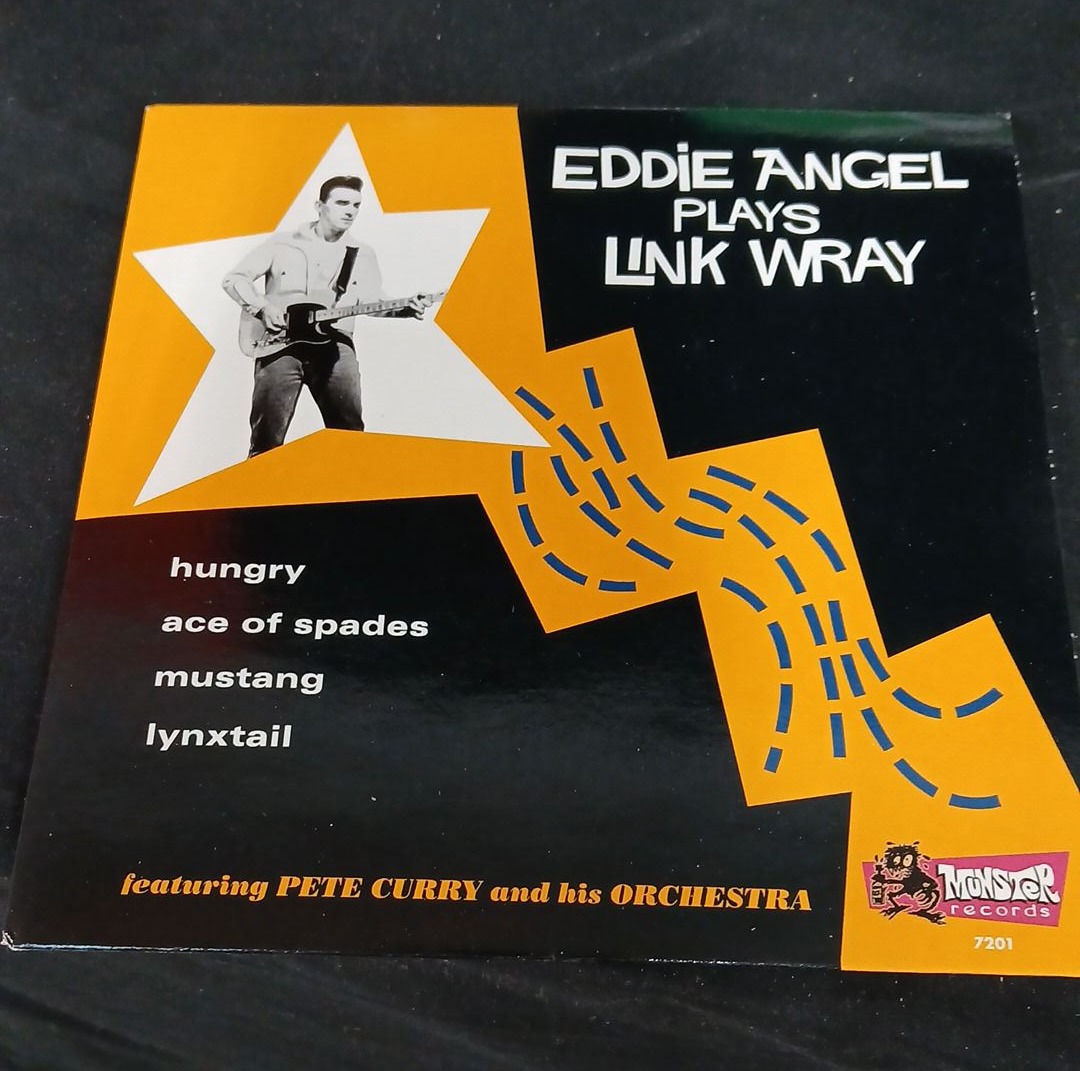 EDDiE ANGEL
PLAYS
LINK WRAY
hungry
ace of spades
mustang
lynxtail
featuring PETE CURRY and his ORCHESTRA
MONSTER
records
7201